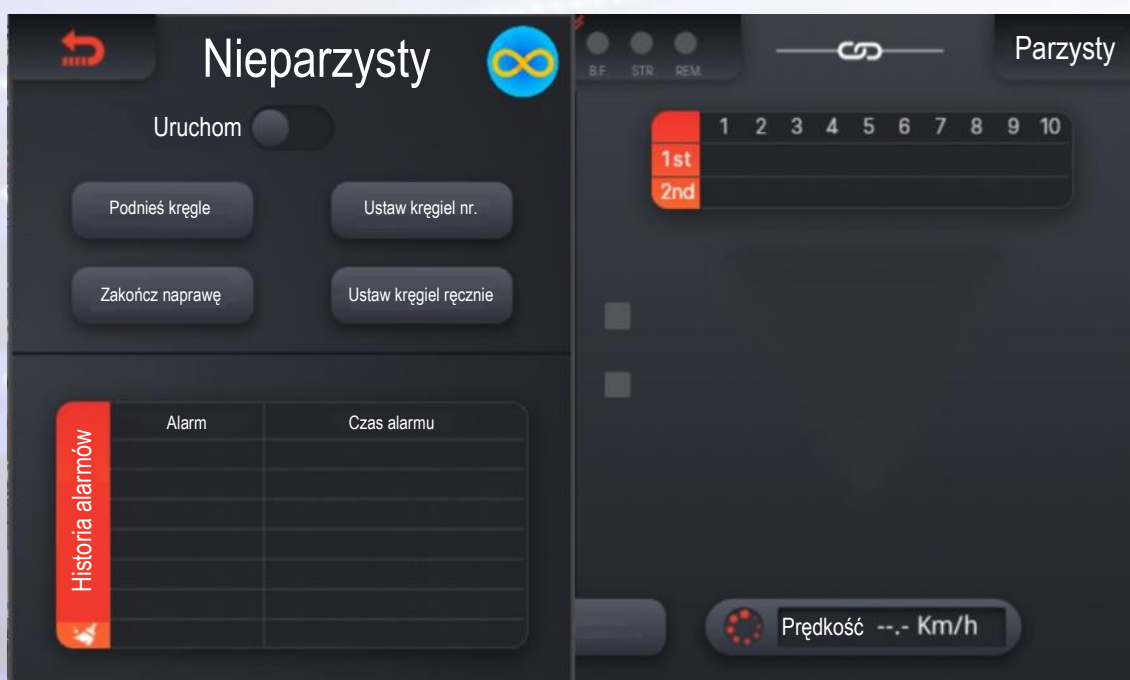 Nieparzysty
Uruchom
Podnieś kręgle
Ustaw kręgiel nr.
Zakończ naprawę
Ustaw kręgiel ręcznie
Historia alarmów
Alarm
Czas alarmu
B.F.
STR.
REM.
Parzysty
1 2 3 4 5 6 7 8 9 10
1st
2nd
Prędkość --.- Km/h